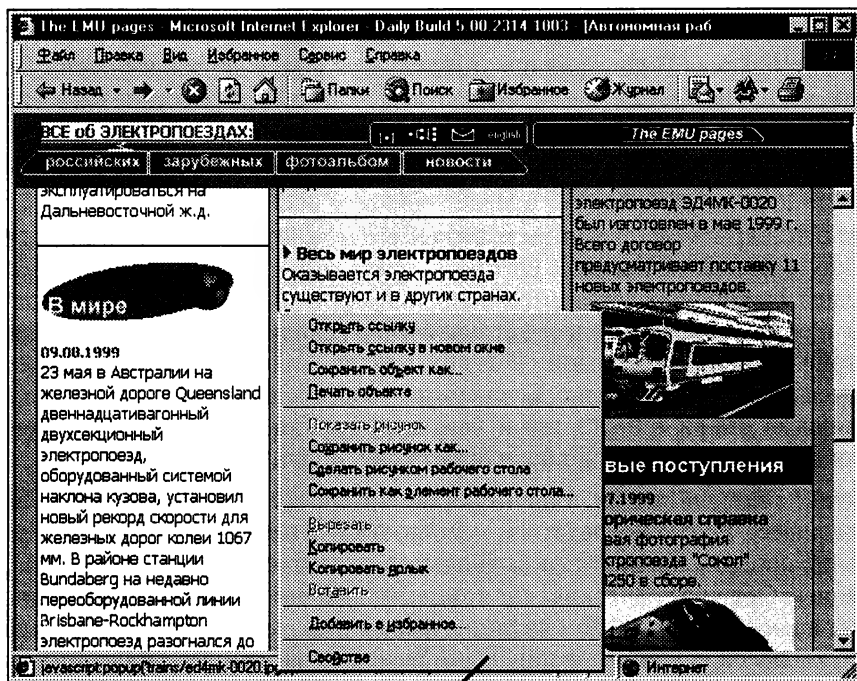 The EMU pages - Microsoft Internet Explorer - Daily Build 5.00.2314.1003 - [Автономная раб
Файл Правка Вид Избранное Сервис Справка
Назад Папки Поиск Избранное Журнал
ВСЕ об ЭЛЕКТРОПОЕЗДАХ:
english
The EMU pages
российских зарубежных фотоальбом новости
эксплуатироваться на
Дальневосточной ж.д.
В мире
09.08.1999
23 мая в Австралии на
железной дороге Queensland
двеннадцативагонный
двухсекционный
электропоезд,
оборудованный системой
наклона кузова, установил
новый рекорд скорости для
железных дорог колеи 1067
мм. В районе станции
Bundaberg на недавно
переоборудованной линии
Brisbane-Rockhampton
электропоезд разогнался до
Весь мир электропоездов
Оказывается электропоезда
существуют и в других странах.
Открыть ссылку
Открыть ссылку в новом окне
Сохранить объект как...
Печать объекта
Показать рисунок
Сохранить рисунок как...
Сделать рисунком рабочего стола
Сохранить как элемент рабочего стола...
Вырезать
Копировать
Копировать ярлык
Вставить
Добавить в избранное...
Свойства
электропоезд ЭД4МК-0020
был изготовлен в мае 1999 г.
Всего договор
предусматривает поставку 11
новых электропоездов.
вые поступления
7.1999
орическая справка
вая фотография
ктропоезда "Сокол"
250 в сборе.
javascript:popup('trains/ed4mk-0020.jpg
Интернет